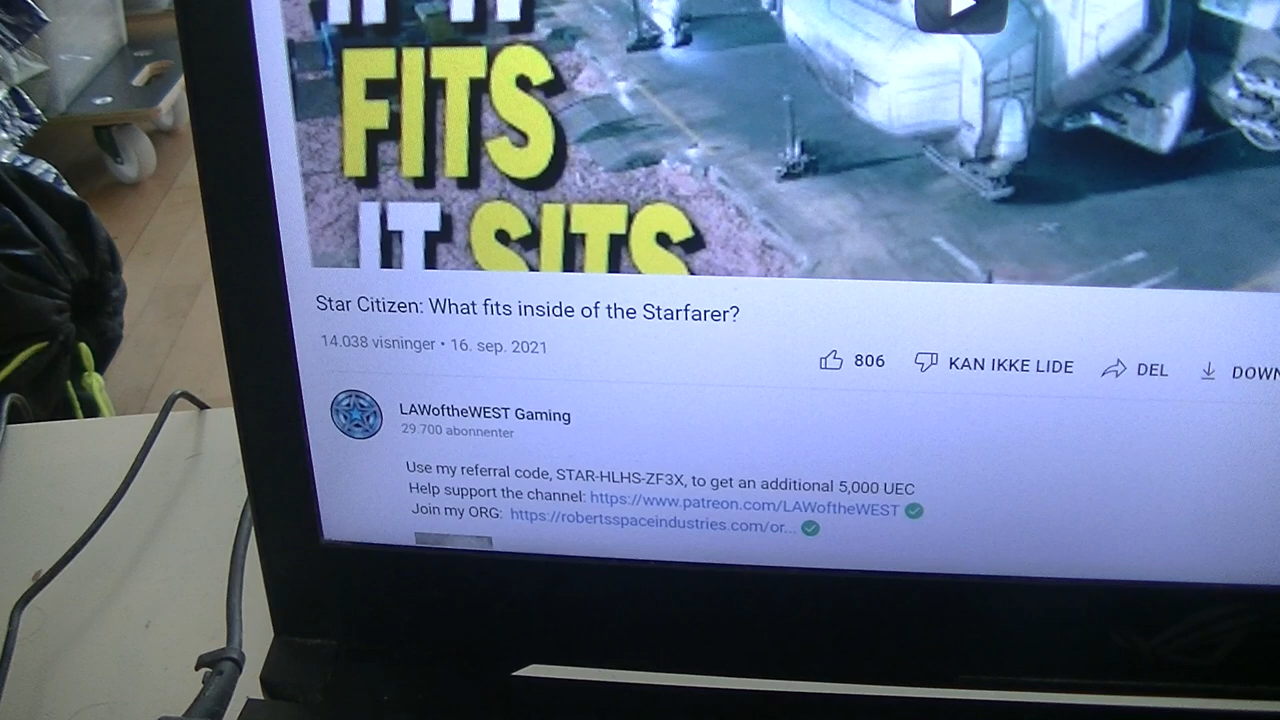 FITS
IT SITS
Star Citizen: What fits inside of the Starfarer?
14.038 visninger • 16. sep. 2021
806 KAN IKKE LIDE DEL DOWN
LAWoftheWEST Gaming
29.700 abonnenter
Use my referral code, STAR-HLHS-ZF3X, to get an additional 5,000 UEC
Help support the channel: https://www.patreon.com/LAWoftheWEST
Join my ORG: https://robertsspaceindustries.com/or...